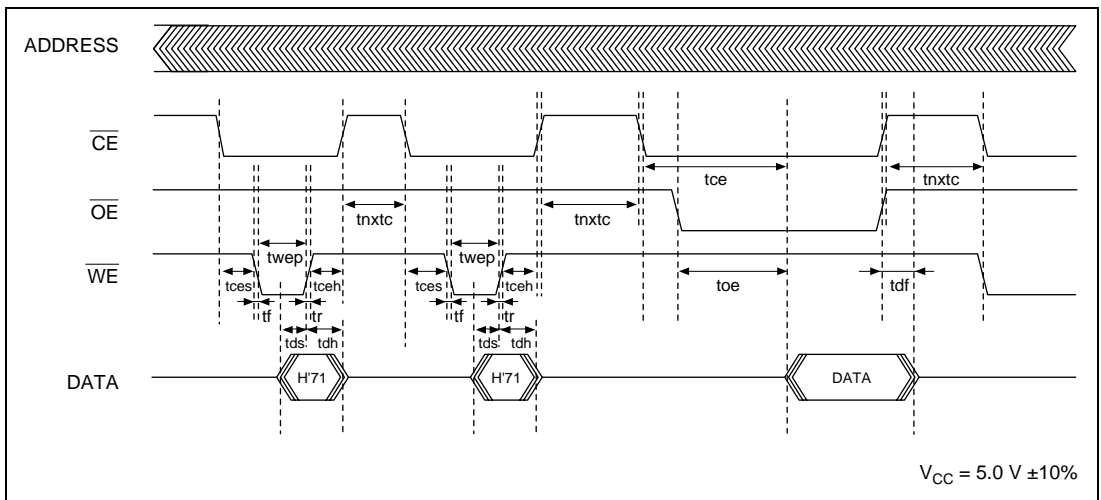 ADDRESS
CE
tce
tnxtc
OE
tnxtc
tnxtc
twep
twep
WE
tces
tceh
tces
tceh
toe
tdf
tf
tr
tf
tr
tds
tdh
tds
tdh
DATA
H'71
H'71
DATA
VCC = 5.0 V ±10%